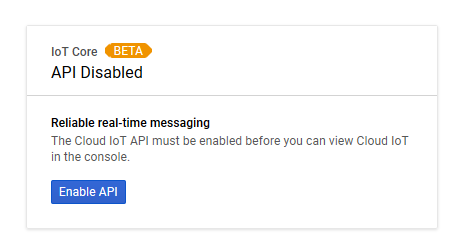 IoT Core BETA
API Disabled
Reliable real-time messaging
The Cloud IoT API must be enabled before you can view Cloud IoT
in the console.
Enable API